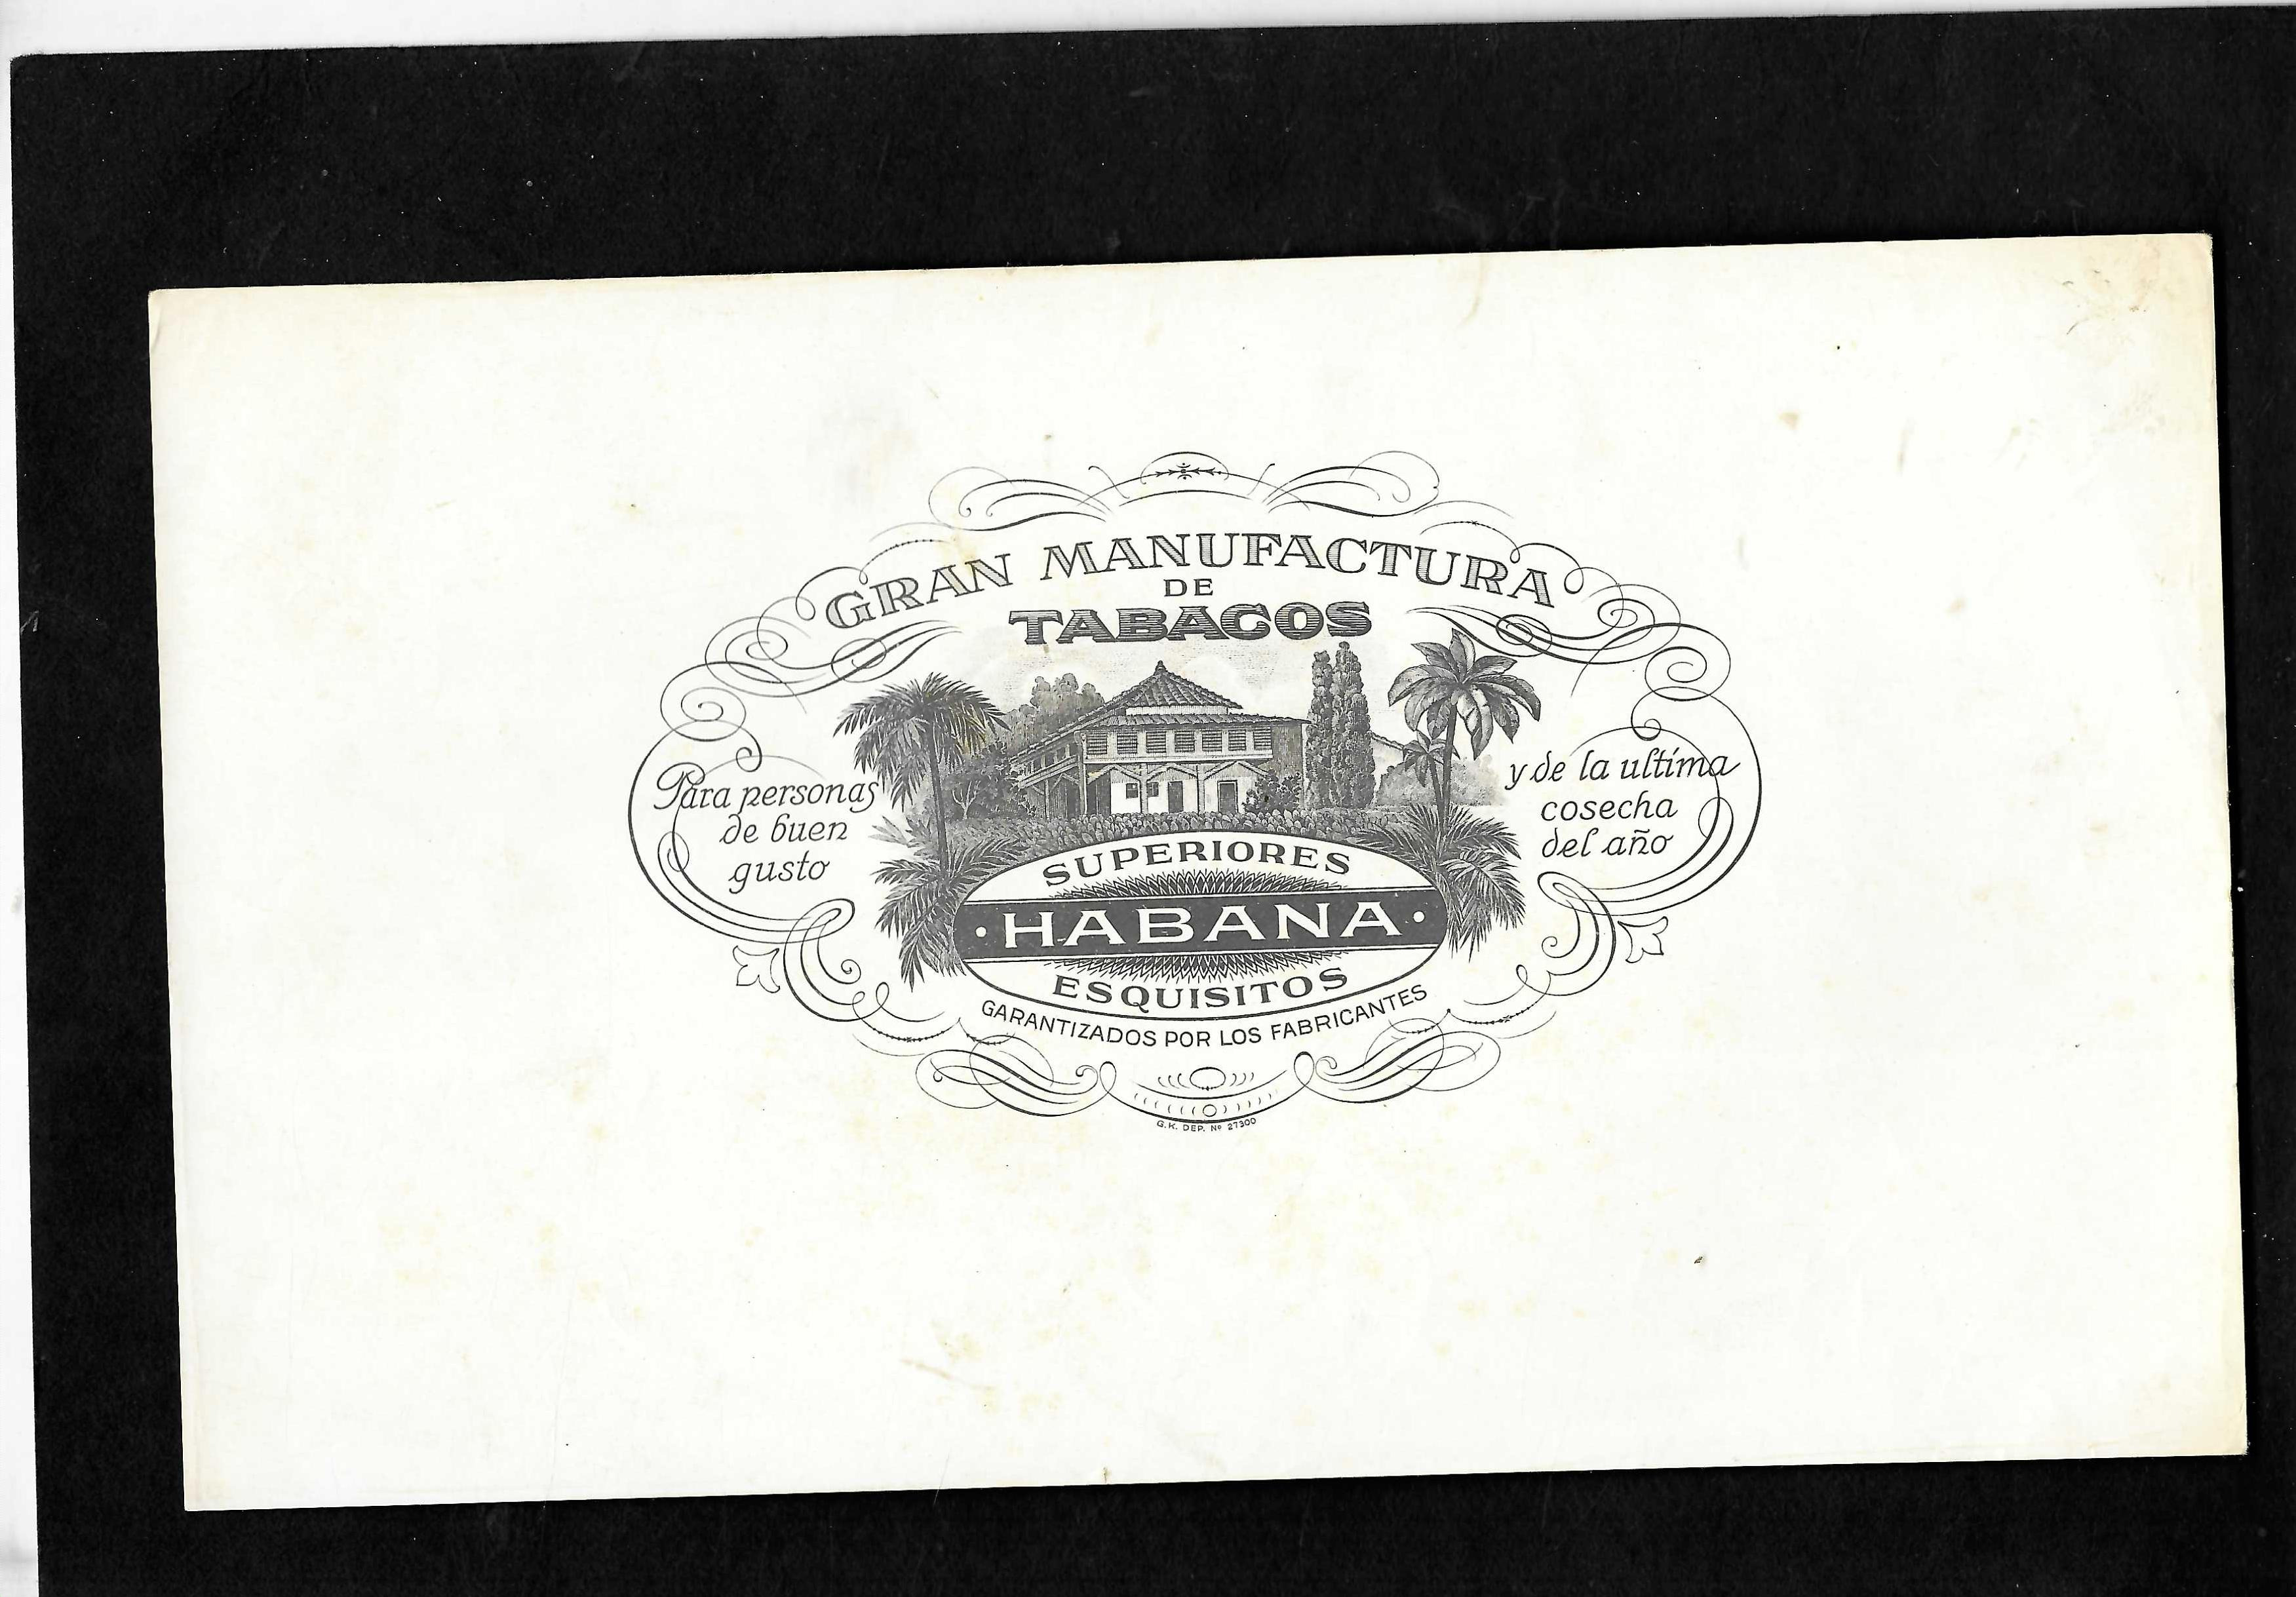 GRAN MANUFACTURA
DE
TABACOS
Para personas
de buen
gusto
y de la ultima
cosecha
del año
SUPERIORES
·HABANA·
ESQUISITOS
GARANTIZADOS POR LOS FABRICANTES
G.K. DEP. Nº 27300